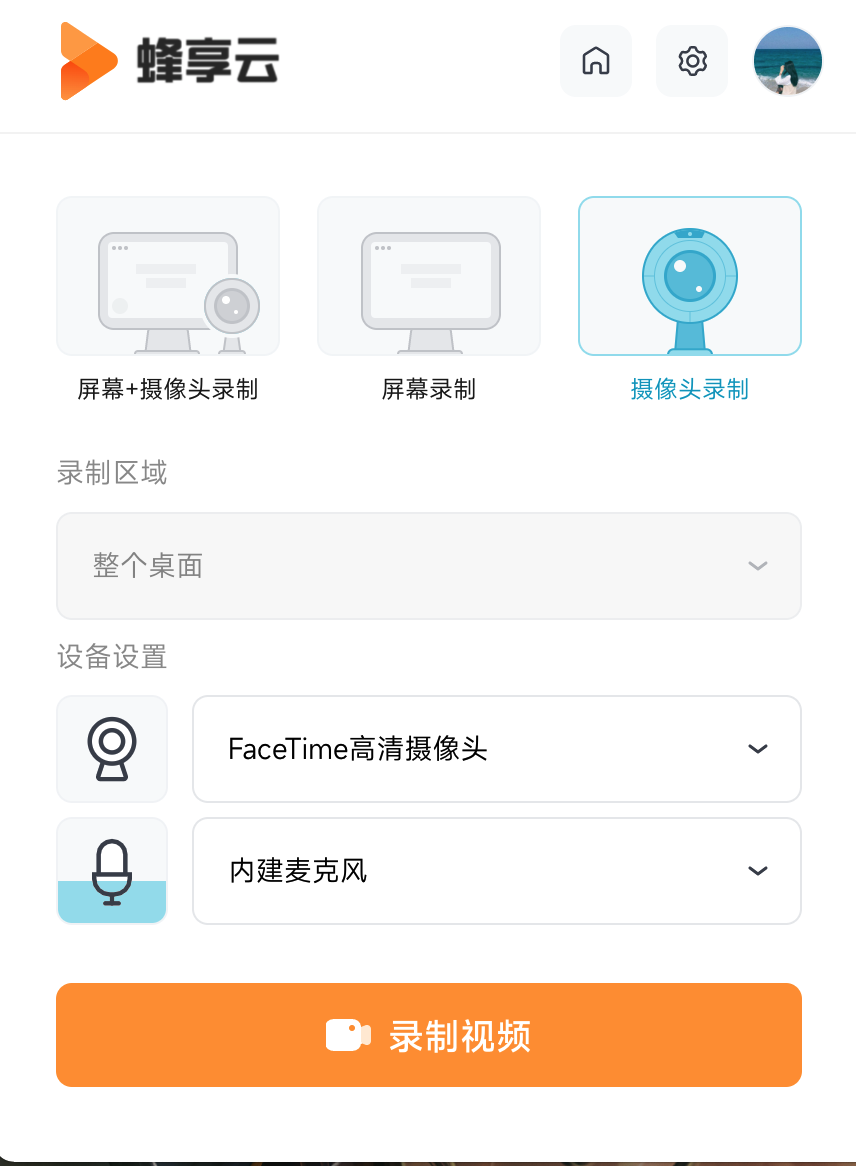 蜂享云
屏幕+摄像头录制
屏幕录制
摄像头录制
录制区域
整个桌面
设备设置
FaceTime高清摄像头
内建麦克风
录制视频